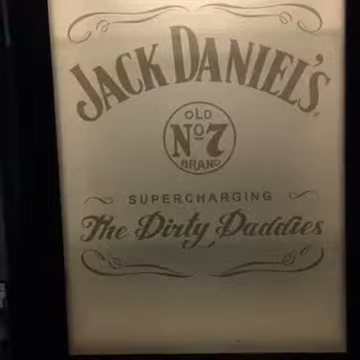 JACK DANIEL'S
OLD
Nº7
BRAND
SUPERCHARGING
The Dirty Daddies